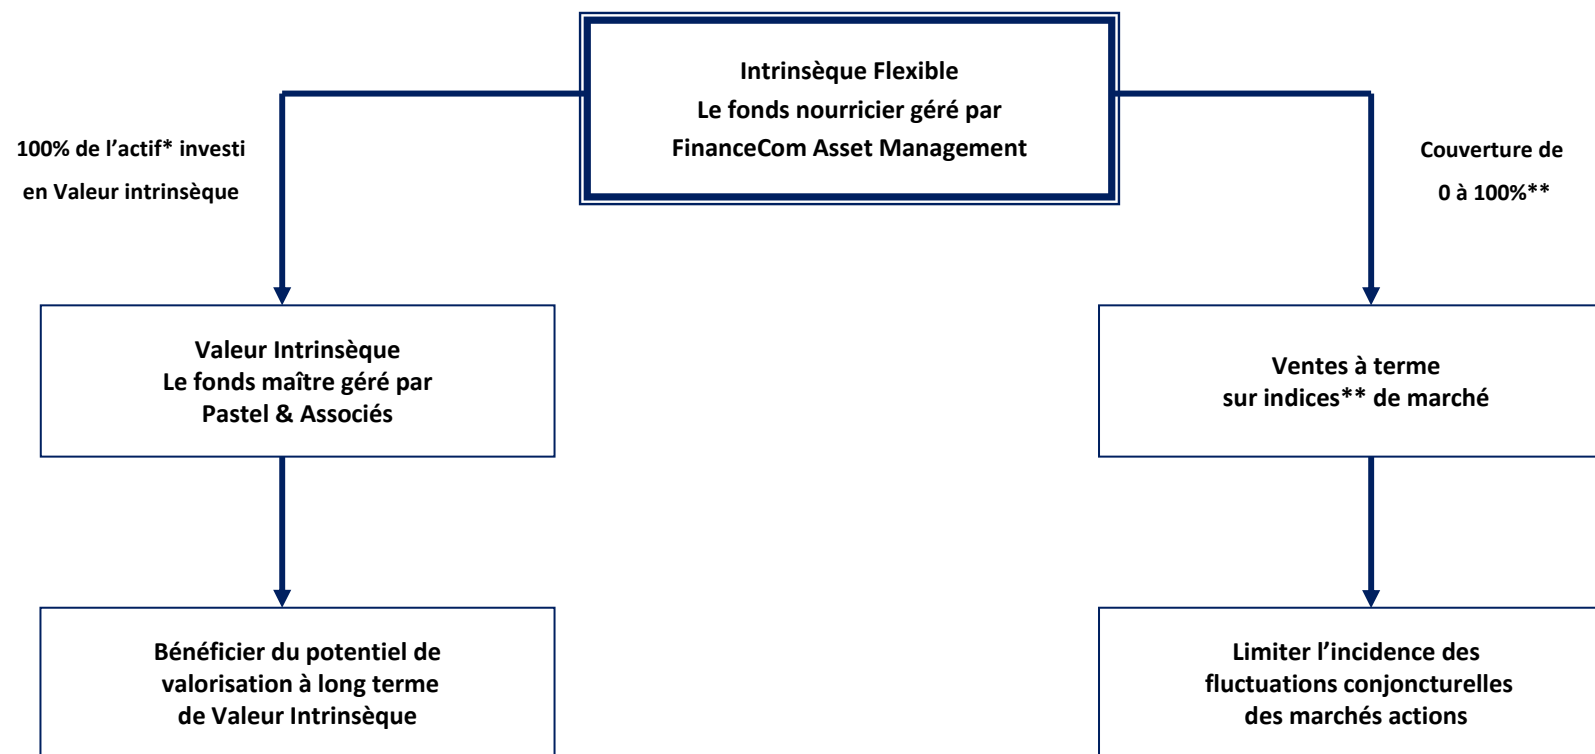 Intrinsèque Flexible
Le fonds nourricier géré par
FinanceCom Asset Management
100% de l’actif* investi
en Valeur intrinsèque
Couverture de
0 à 100%**
Valeur Intrinsèque
Le fonds maître géré par
Pastel & Associés
Ventes à terme
sur indices** de marché
Bénéficier du potentiel de
valorisation à long terme
de Valeur Intrinsèque
Limiter l’incidence des
fluctuations conjoncturelles
des marchés actions